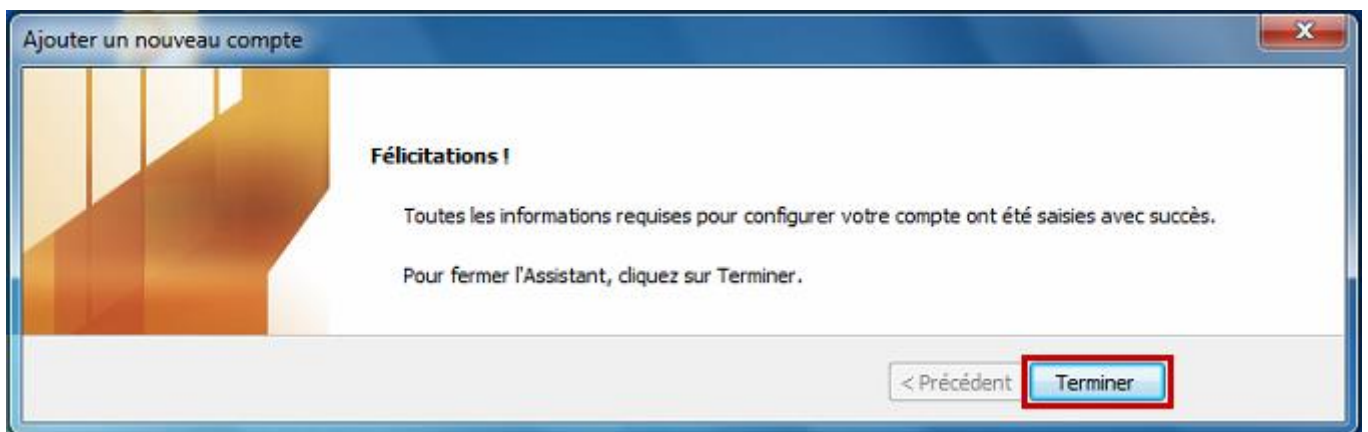 Ajouter un nouveau compte
Félicitations !
Toutes les informations requises pour configurer votre compte ont été saisies avec succès.
Pour fermer l'Assistant, cliquez sur Terminer.
< Précédent
Terminer